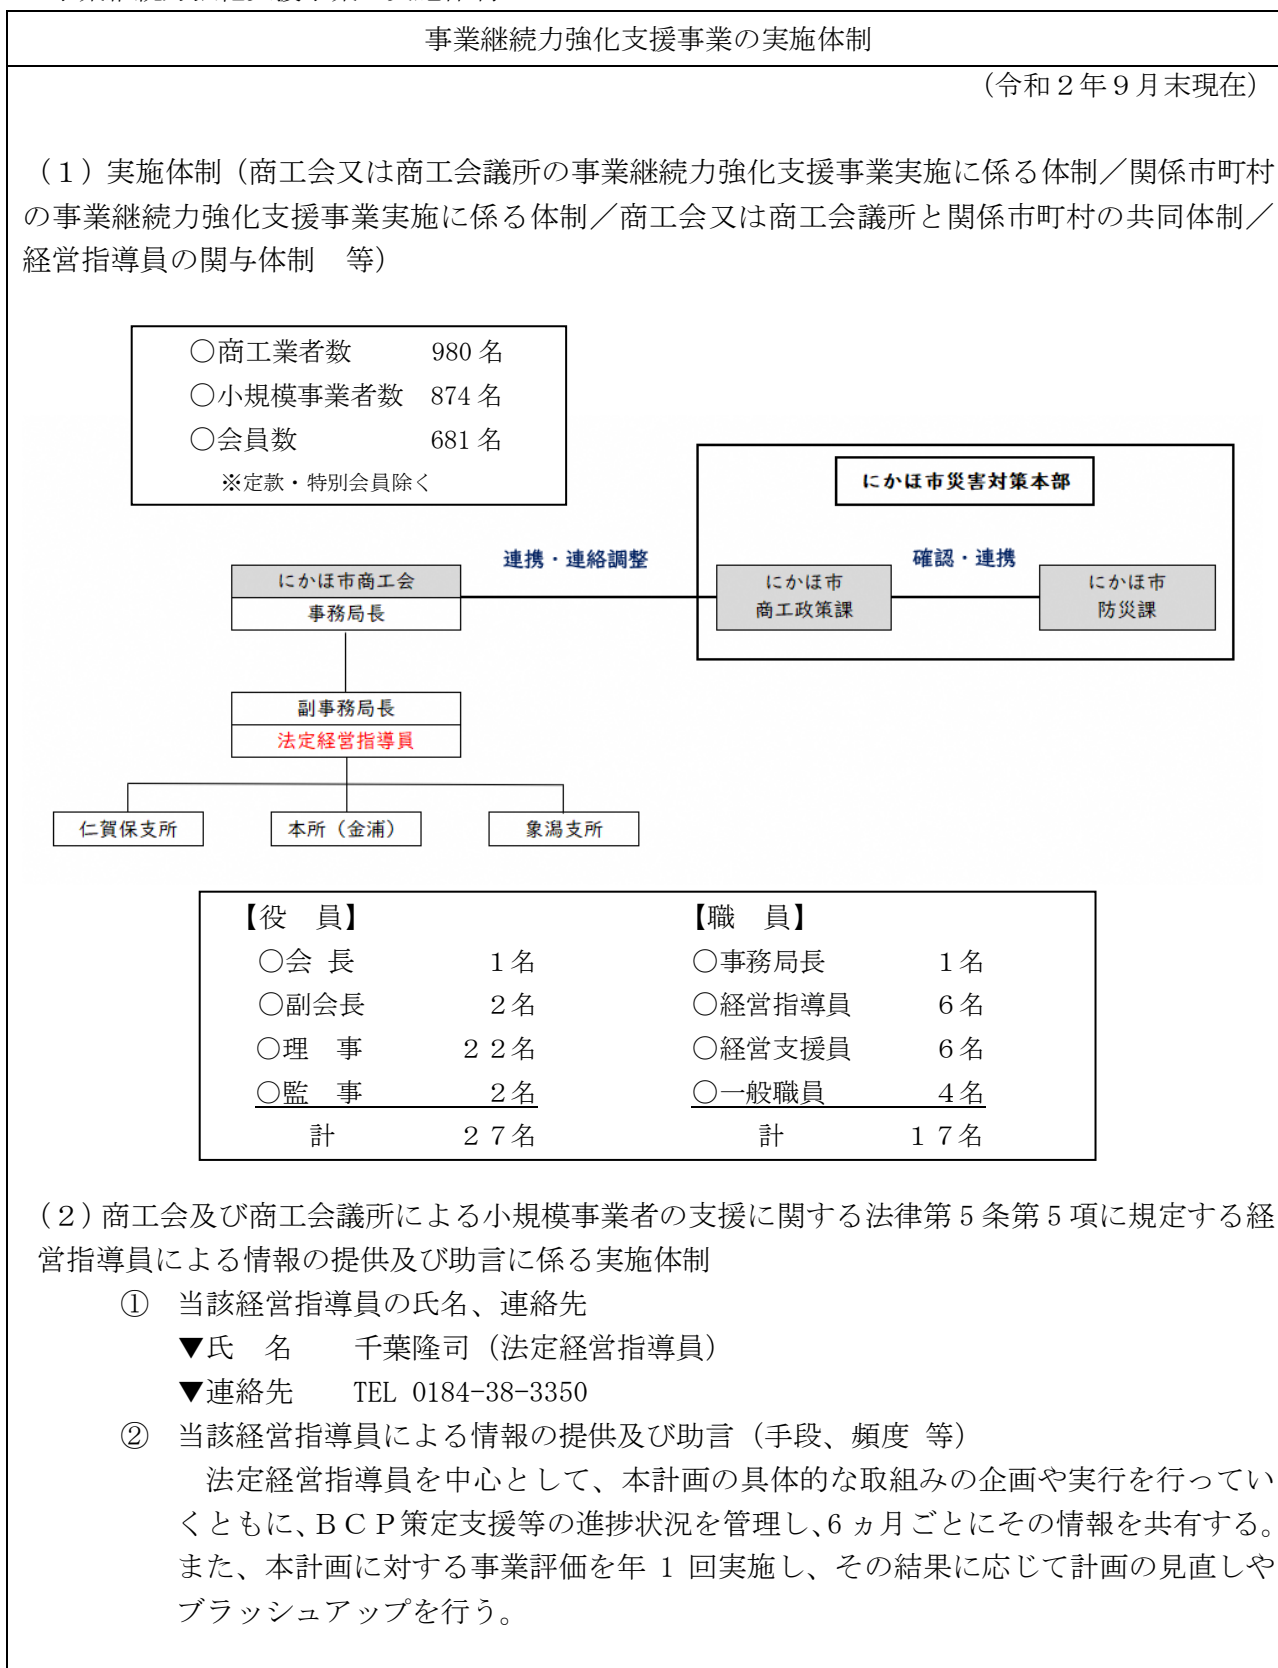 事業継続力強化支援事業の実施体制
（令和２年９月末現在）
（１）実施体制（商工会又は商工会議所の事業継続力強化支援事業実施に係る体制／関係市町村
の事業継続力強化支援事業実施に係る体制／商工会又は商工会議所と関係市町村の共同体制／
経営指導員の関与体制　等）
○商工業者数　980 名
○小規模事業者数　874 名
○会員数　681 名
※定款・特別会員除く
にかほ市災害対策本部
連携・連絡調整
確認・連携
にかほ市商工会
事務局長
にかほ市
商工政策課
にかほ市
防災課
副事務局長
法定経営指導員
仁賀保支所
本所（金浦）
象潟支所
【役　員】　【職　員】
○会 長　１名　○事務局長　１名
○副会長　２名　○経営指導員　６名
○理　事　２２名　○経営支援員　６名
○監　事　２名　○一般職員　４名
計　２７名　計　１７名
（２）商工会及び商工会議所による小規模事業者の支援に関する法律第５条第５項に規定する経
営指導員による情報の提供及び助言に係る実施体制
①　当該経営指導員の氏名、連絡先
▼氏　名　千葉隆司（法定経営指導員）
▼連絡先　TEL 0184-38-3350
②　当該経営指導員による情報の提供及び助言（手段、頻度 等）
法定経営指導員を中心として、本計画の具体的な取組みの企画や実行を行ってい
くともに、ＢＣＰ策定支援等の進捗状況を管理し、6 ヵ月ごとにその情報を共有する。
また、本計画に対する事業評価を年 1 回実施し、その結果に応じて計画の見直しや
ブラッシュアップを行う。